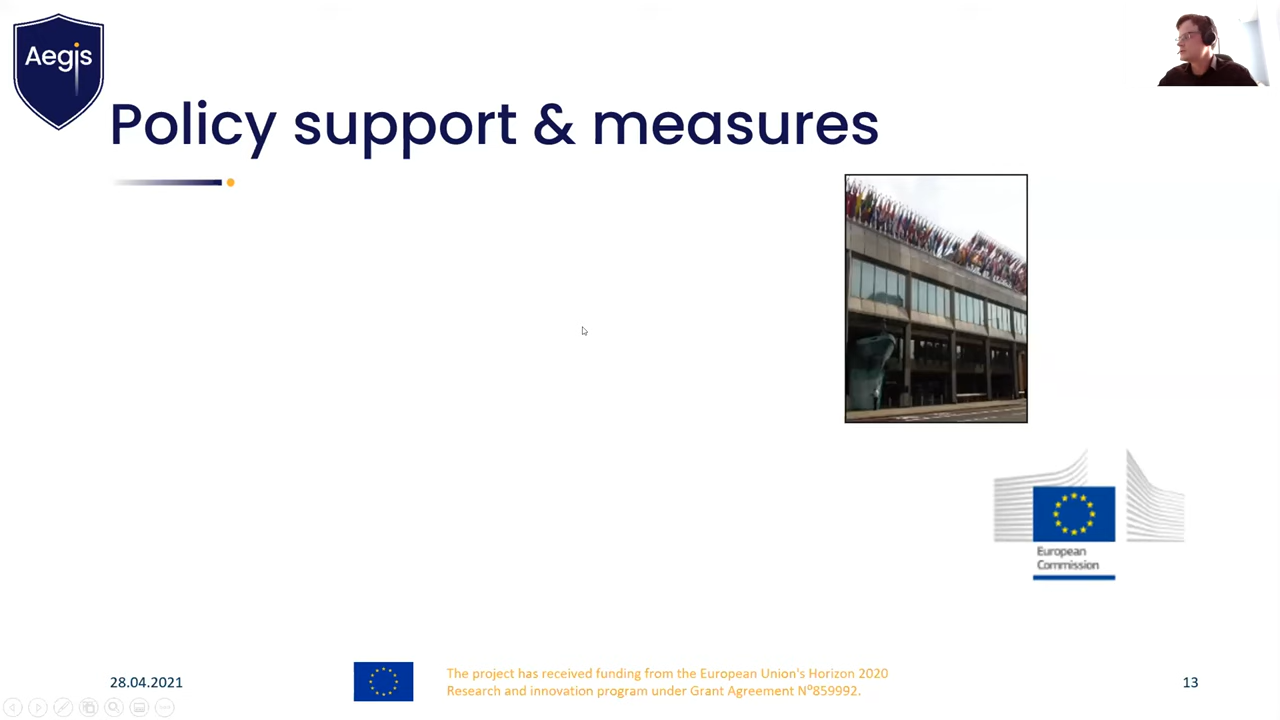 Aegis
Policy support & measures
European
Commission
28.04.2021
The project has received funding from the European Union's Horizon 2020
Research and innovation program under Grant Agreement Nº859992.
13